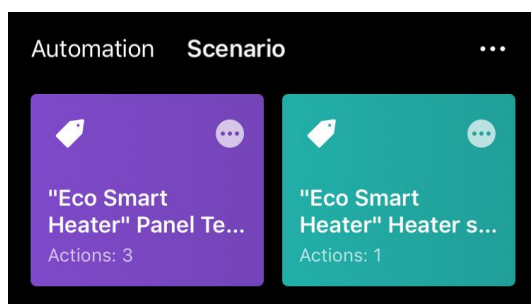 Automation Scenario
"Eco Smart
Heater" Panel Te...
Actions: 3
"Eco Smart
Heater" Heater s...
Actions: 1